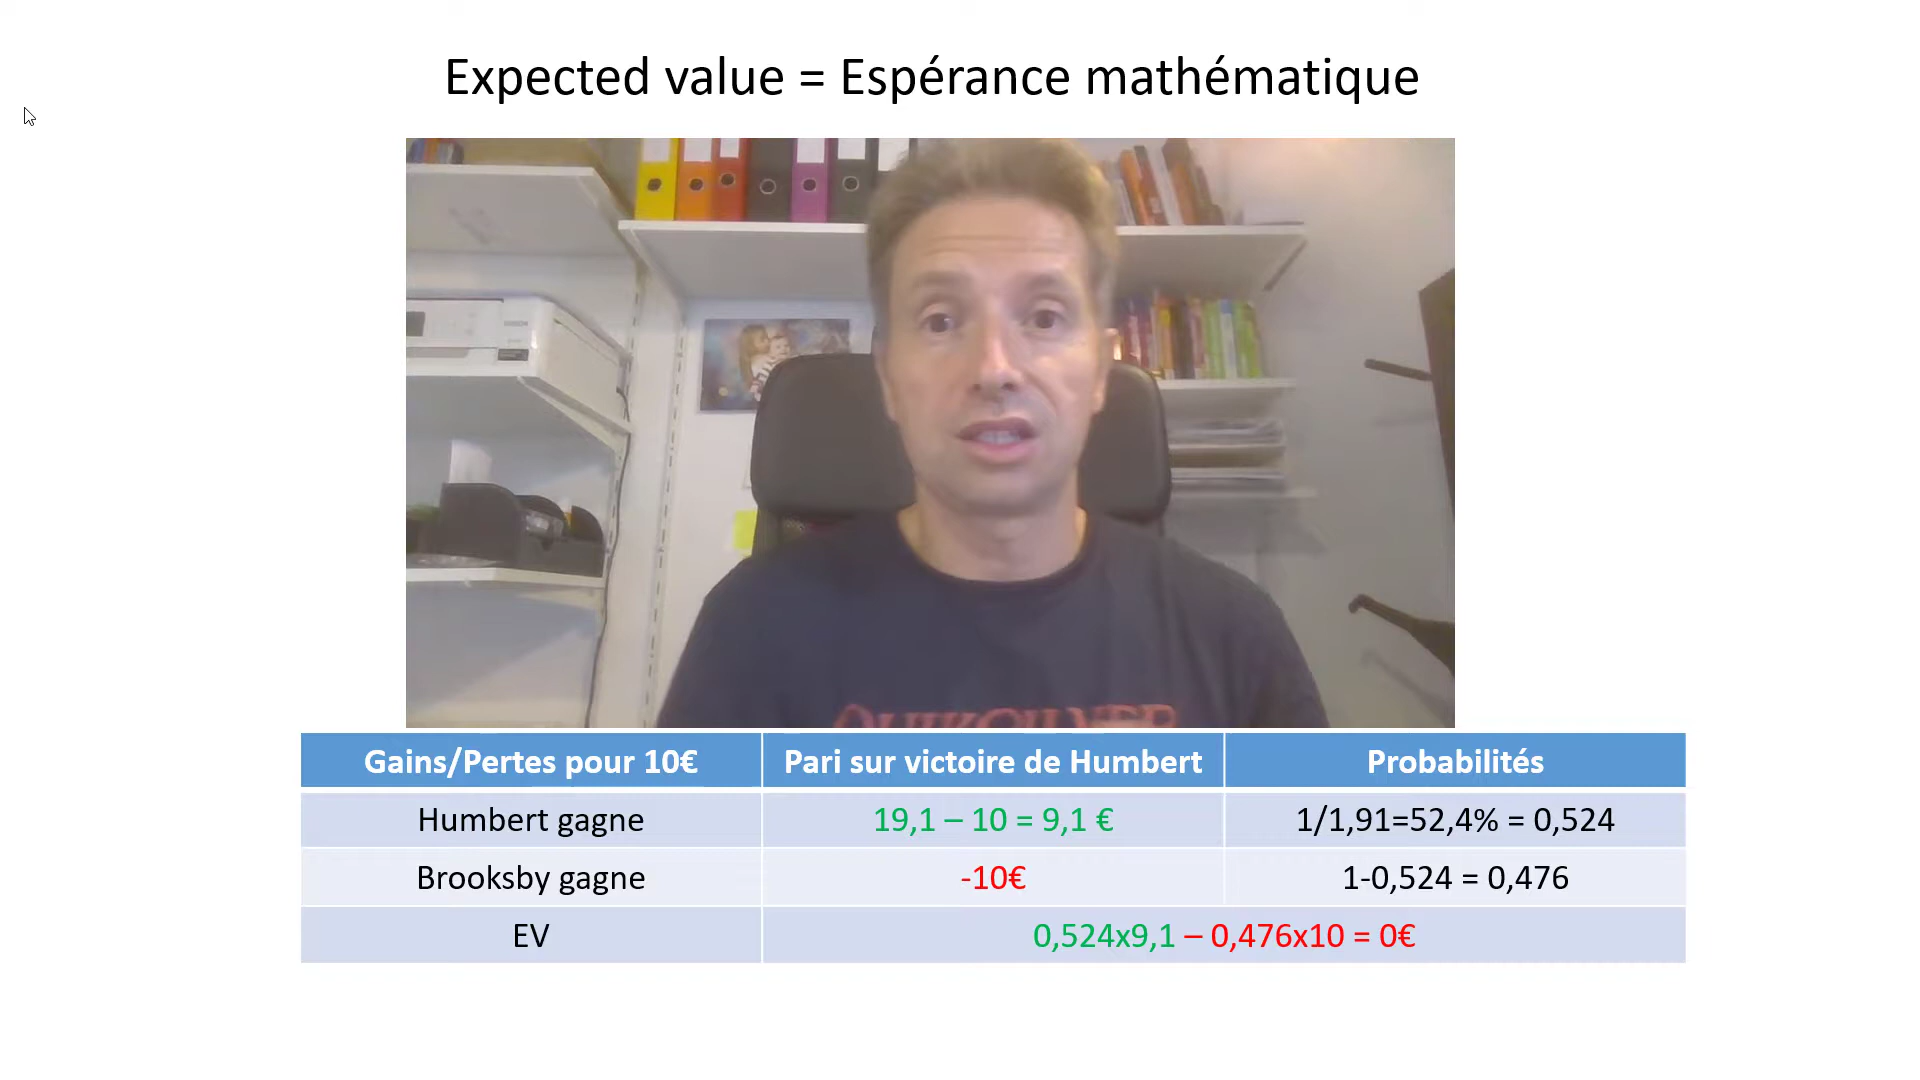 Expected value = Espérance mathématique
QUIKSILVER
Gains/Pertes pour 10€ Pari sur victoire de Humbert Probabilités
Humbert gagne 19,1 – 10 = 9,1 € 1/1,91=52,4% = 0,524
Brooksby gagne -10€ 1-0,524 = 0,476
EV 0,524x9,1 – 0,476x10 = 0€